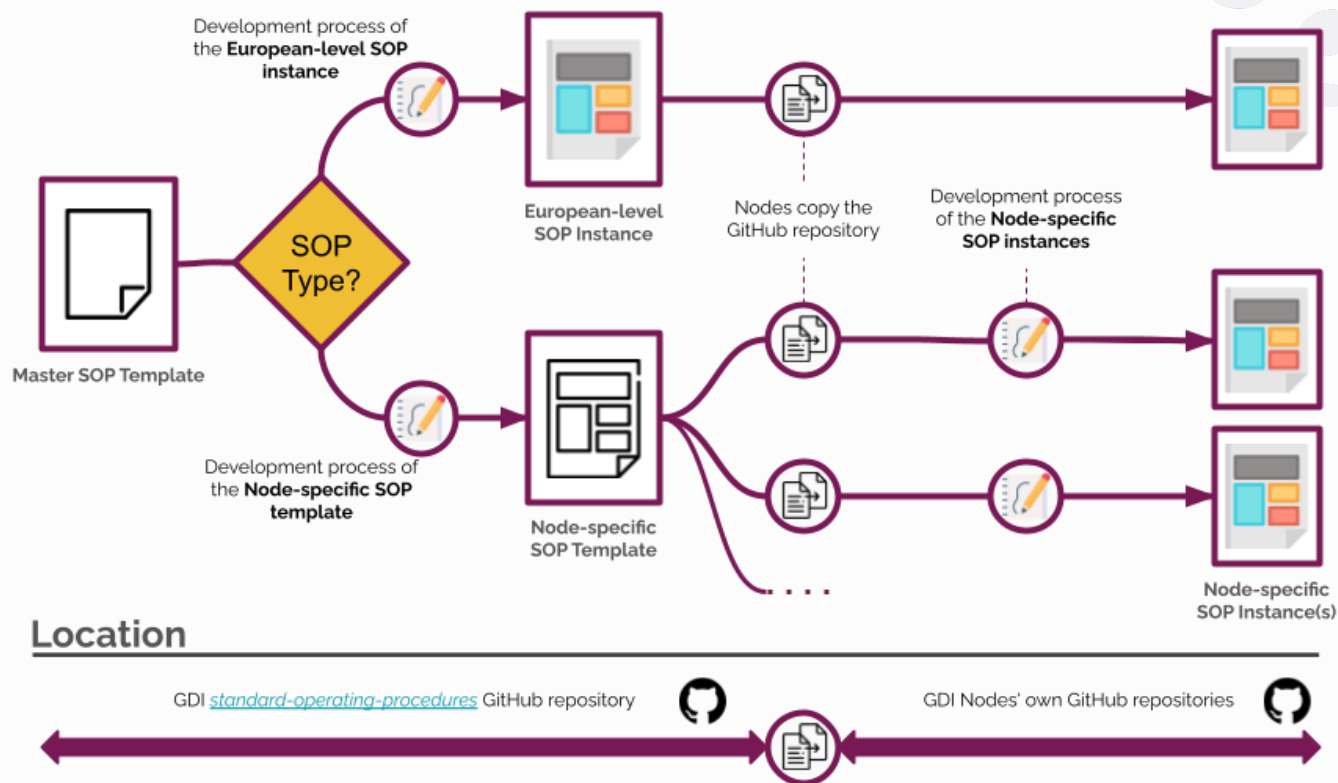 Development process of
the European-level SOP
instance
European-level
SOP Instance
Nodes copy the
GitHub repository
Development process
of the Node-specific
SOP instances
SOP
Type?
Master SOP Template
Development process of
the Node-specific SOP
template
Node-specific
SOP Template
Node-specific
SOP Instance(s)
Location
GDI standard-operating-procedures GitHub repository
GDI Nodes' own GitHub repositories